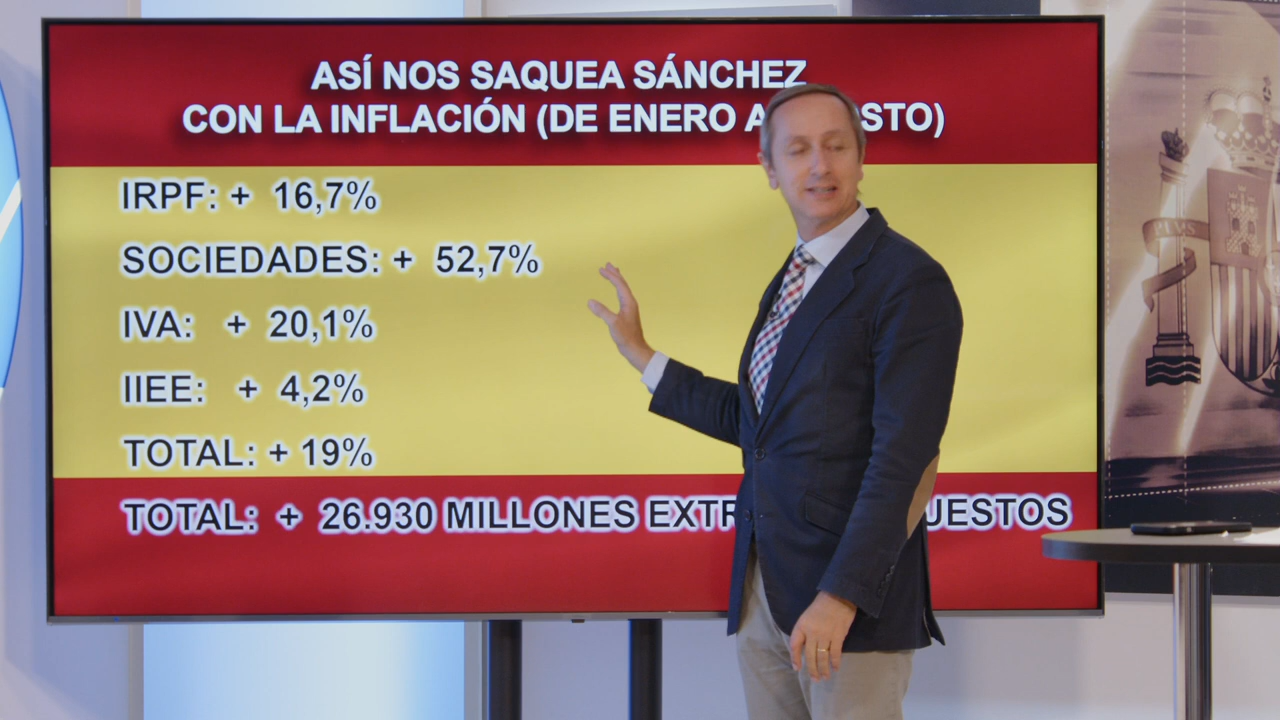 ASÍ NOS SAQUEA SÁNCHEZ
CON LA INFLACIÓN (DE ENERO A
IRPF: + 16,7%
SOCIEDADES: + 52,7%
IVA: + 20,1%
IIEE: + 4,2%
TOTAL: + 19%
TOTAL: + 26.930 MILLONES